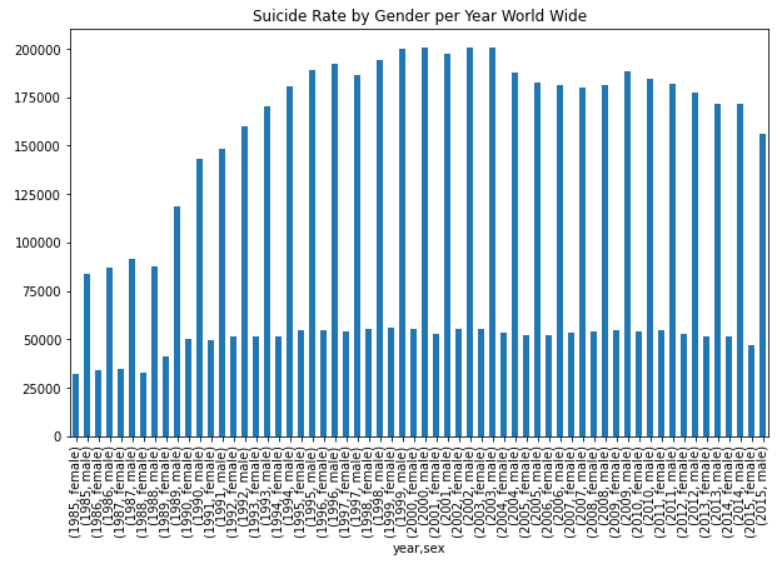 Suicide Rate by Gender per Year World Wide
200000
175000
150000
125000
100000
75000
50000
25000
0
(1985, female)
(1985, male)
(1986, female)
(1986, male)
(1987, female)
(1987, male)
(1988, female)
(1988, male)
(1989, female)
(1989, male)
(1990, female)
(1990, male)
(1991, female)
(1991, male)
(1992, female)
(1992, male)
(1993, female)
(1993, male)
(1994, female)
(1994, male)
(1995, female)
(1995, male)
(1996, female)
(1996, male)
(1997, female)
(1997, male)
(1998, female)
(1998, male)
(1999, female)
(1999, male)
(2000, female)
(2000, male)
(2001, female)
(2001, male)
(2002, female)
(2002, male)
(2003, female)
(2003, male)
(2004, female)
(2004, male)
(2005, female)
(2005, male)
(2006, female)
(2006, male)
(2007, female)
(2007, male)
(2008, female)
(2008, male)
(2009, female)
(2009, male)
(2010, female)
(2010, male)
(2011, female)
(2011, male)
(2012, female)
(2012, male)
(2013, female)
(2013, male)
(2014, female)
(2014, male)
(2015, female)
(2015, male)
year,sex